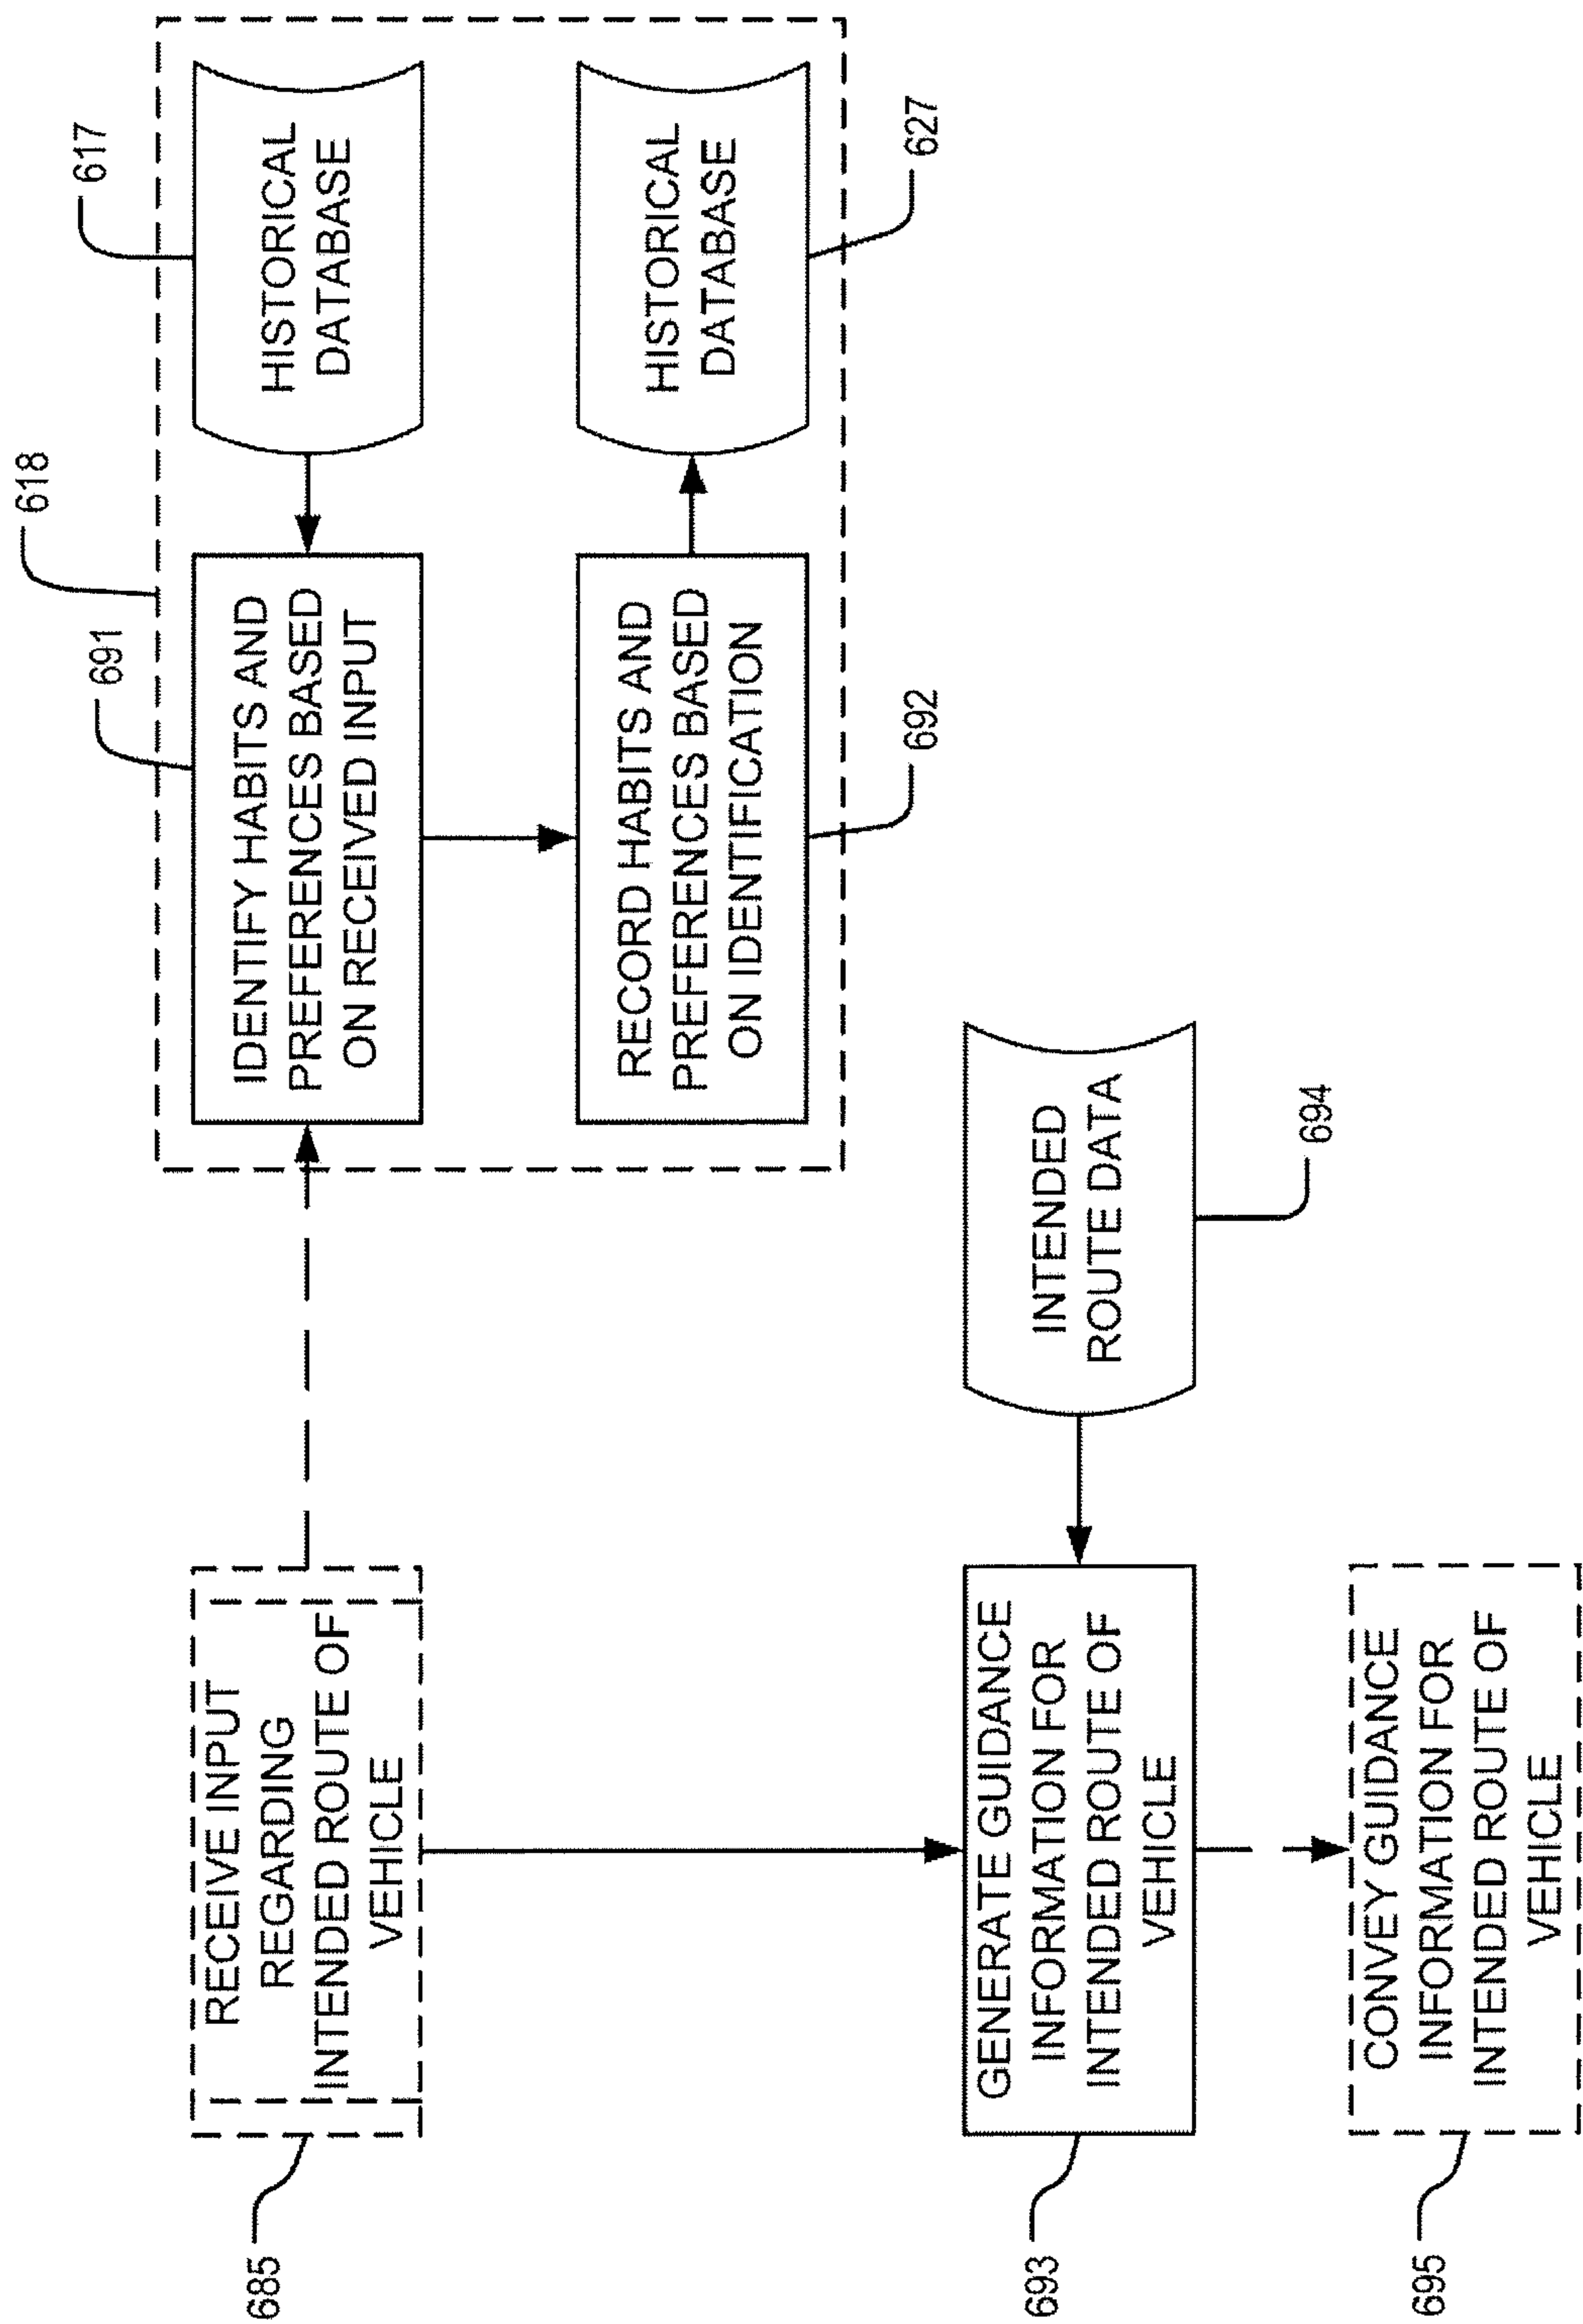 685
RECEIVE INPUT
REGARDING
INTENDED ROUTE OF
VEHICLE
618
691
IDENTIFY HABITS AND
PREFERENCES BASED
ON RECEIVED INPUT
617
HISTORICAL
DATABASE
RECORD HABITS AND
PREFERENCES BASED
ON IDENTIFICATION
692
HISTORICAL
DATABASE
627
693
GENERATE GUIDANCE
INFORMATION FOR
INTENDED ROUTE OF
VEHICLE
INTENDED
ROUTE DATA
694
695
CONVEY GUIDANCE
INFORMATION FOR
INTENDED ROUTE OF
VEHICLE